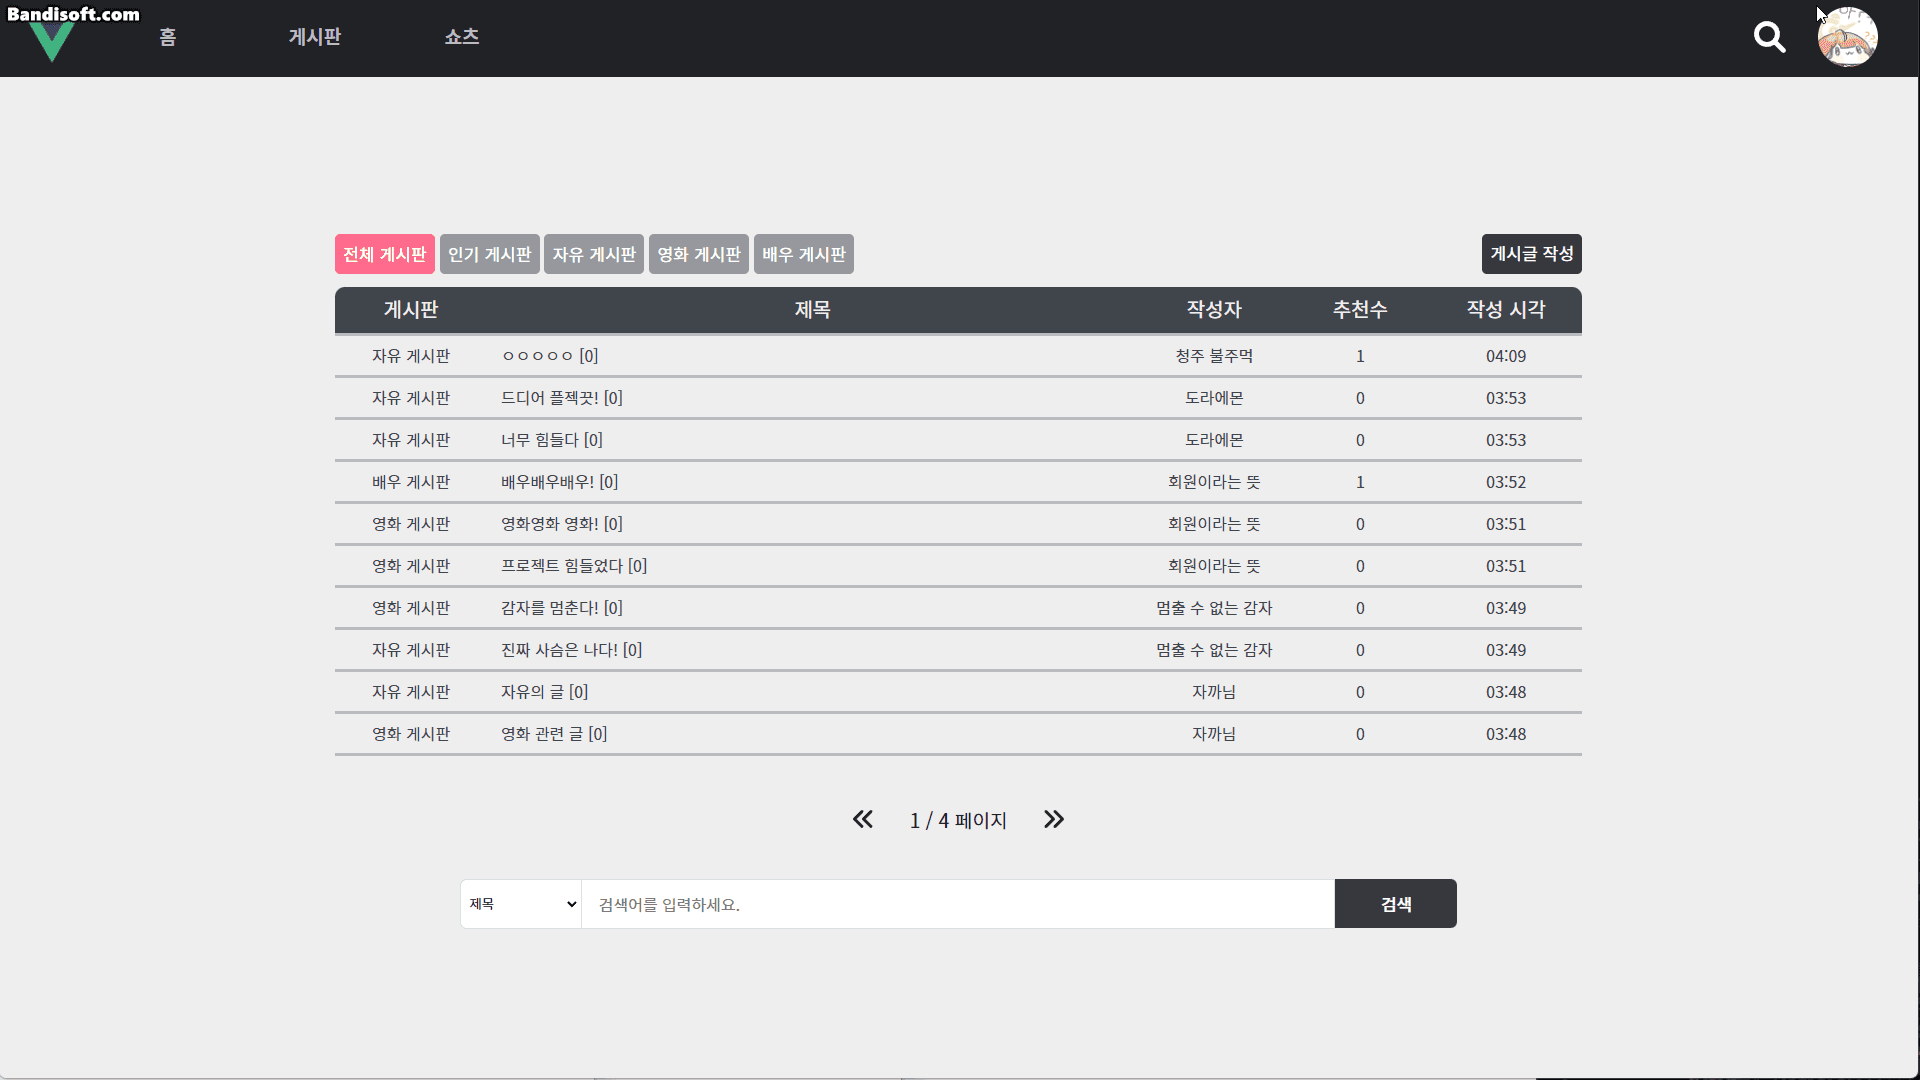 Bandisoft.com
홈 게시판 쇼츠
전체 게시판 인기 게시판 자유 게시판 영화 게시판 배우 게시판 게시글 작성
게시판 제목 작성자 추천수 작성 시각
자유 게시판 ㅇㅇㅇㅇㅇ [0] 청주 불주먹 1 04:09
자유 게시판 드디어 플젝끗! [0] 도라에몬 0 03:53
자유 게시판 너무 힘들다 [0] 도라에몬 0 03:53
배우 게시판 배우배우배우! [0] 회원이라는 뜻 1 03:52
영화 게시판 영화영화 영화! [0] 회원이라는 뜻 0 03:51
영화 게시판 프로젝트 힘들었다 [0] 회원이라는 뜻 0 03:51
영화 게시판 감자를 멈춘다! [0] 멈출 수 없는 감자 0 03:49
자유 게시판 진짜 사슴은 나다! [0] 멈출 수 없는 감자 0 03:49
자유 게시판 자유의 글 [0] 자까님 0 03:48
영화 게시판 영화 관련 글 [0] 자까님 0 03:48
1 / 4 페이지
제목 검색어를 입력하세요. 검색